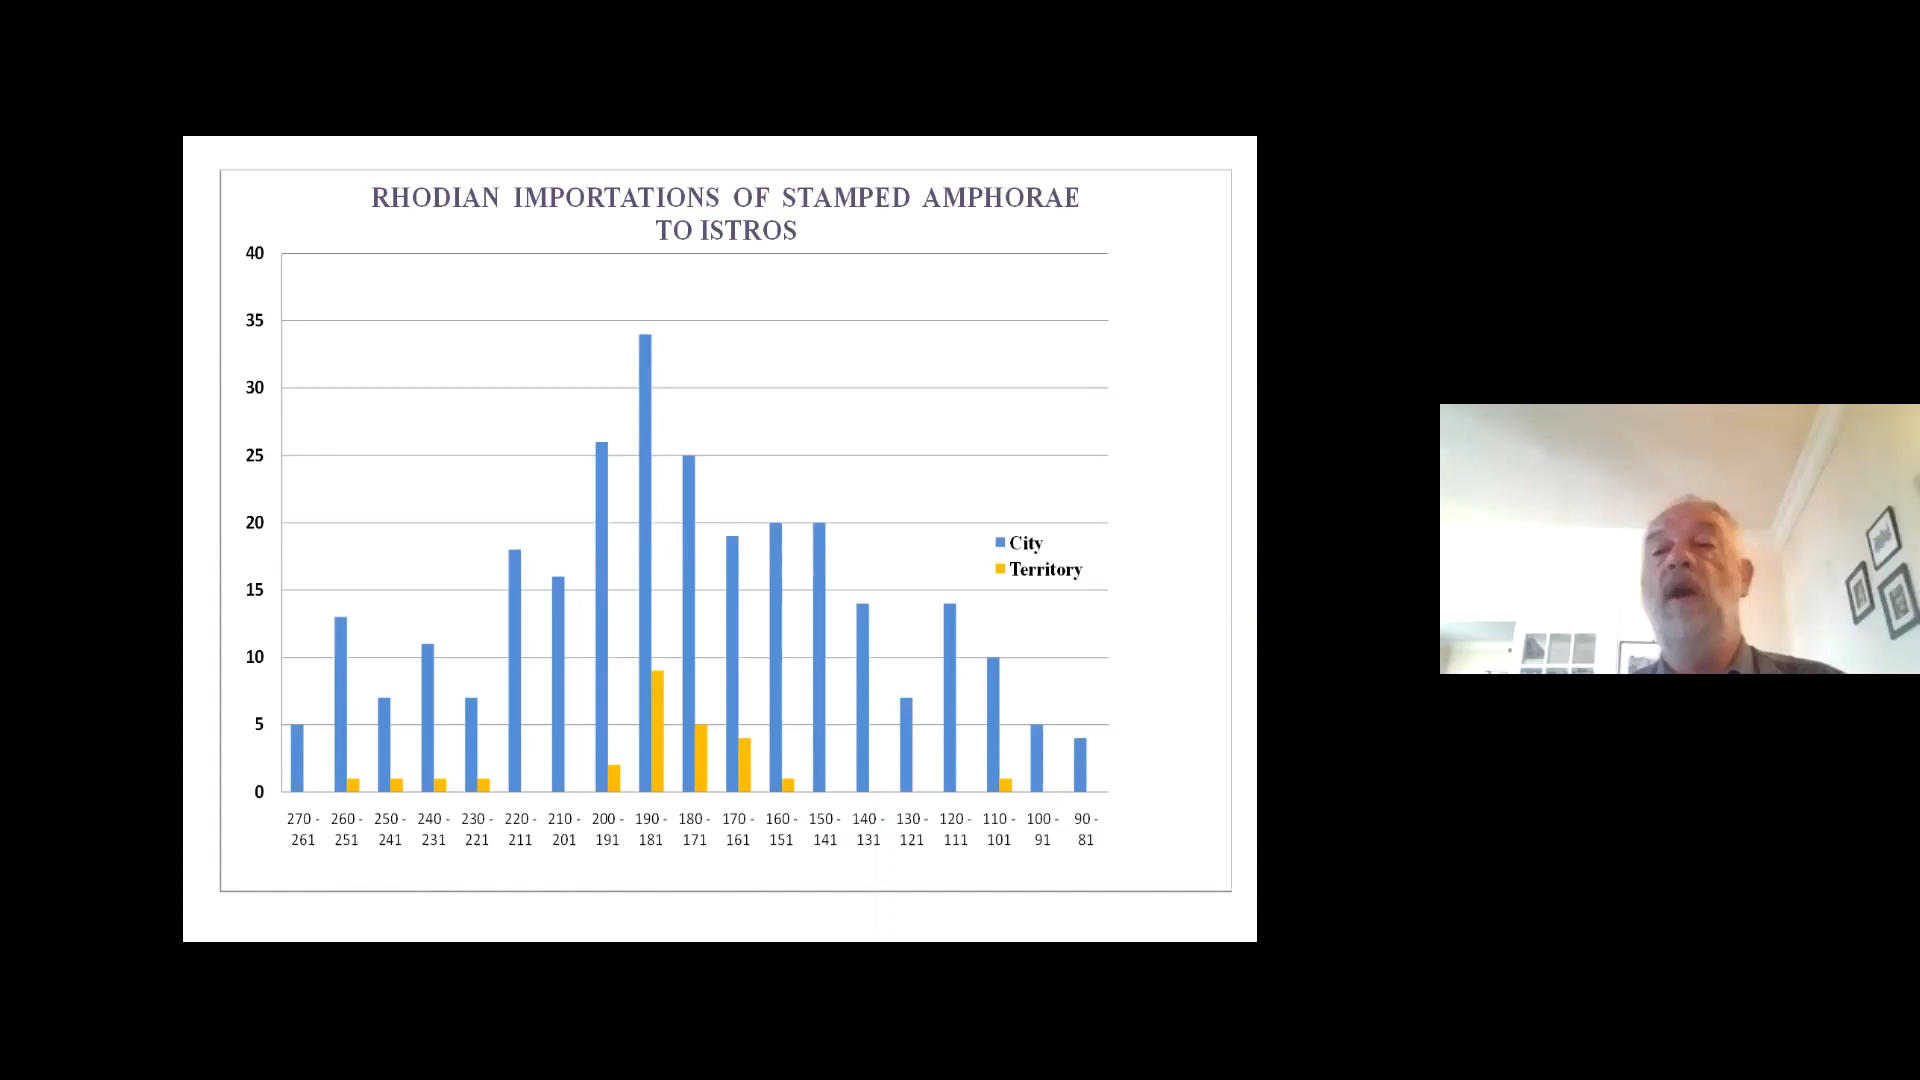 RHODIAN IMPORTATIONS OF STAMPED AMPHORAE
TO ISTROS
40
35
30
25
20
15
10
5
0
City
Territory
270 - 260 - 250 - 240 - 230 - 220 - 210 - 200 - 190 - 180 - 170 - 160 - 150 - 140 - 130 - 120 - 110 - 100 - 90 -
261 251 241 231 221 211 201 191 181 171 161 151 141 131 121 111 101 91 81